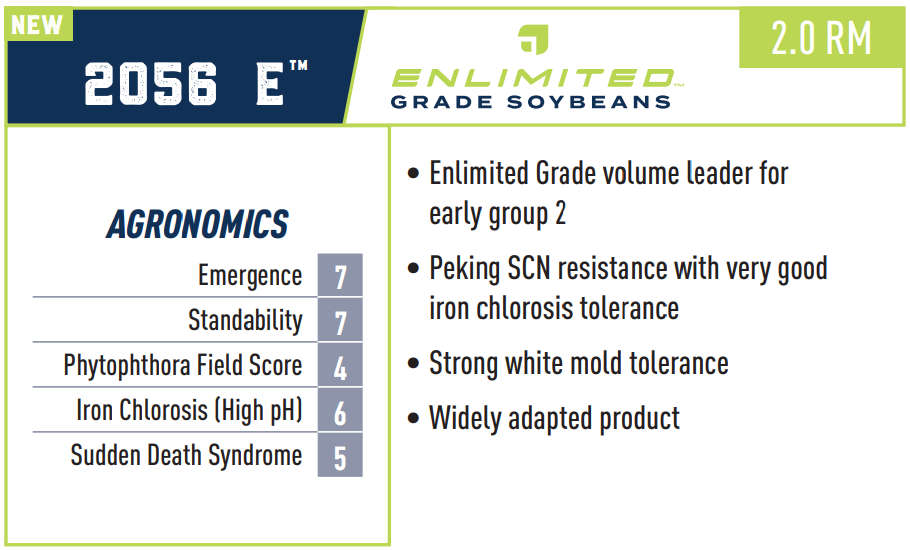 NEW
2056 E™
ENLIMITED™
GRADE SOYBEANS
2.0 RM
AGRONOMICS
Emergence 7
Standability 7
Phytophthora Field Score 4
Iron Chlorosis (High pH) 6
Sudden Death Syndrome 5
• Enlimited Grade volume leader for
early group 2
• Peking SCN resistance with very good
iron chlorosis tolerance
• Strong white mold tolerance
• Widely adapted product